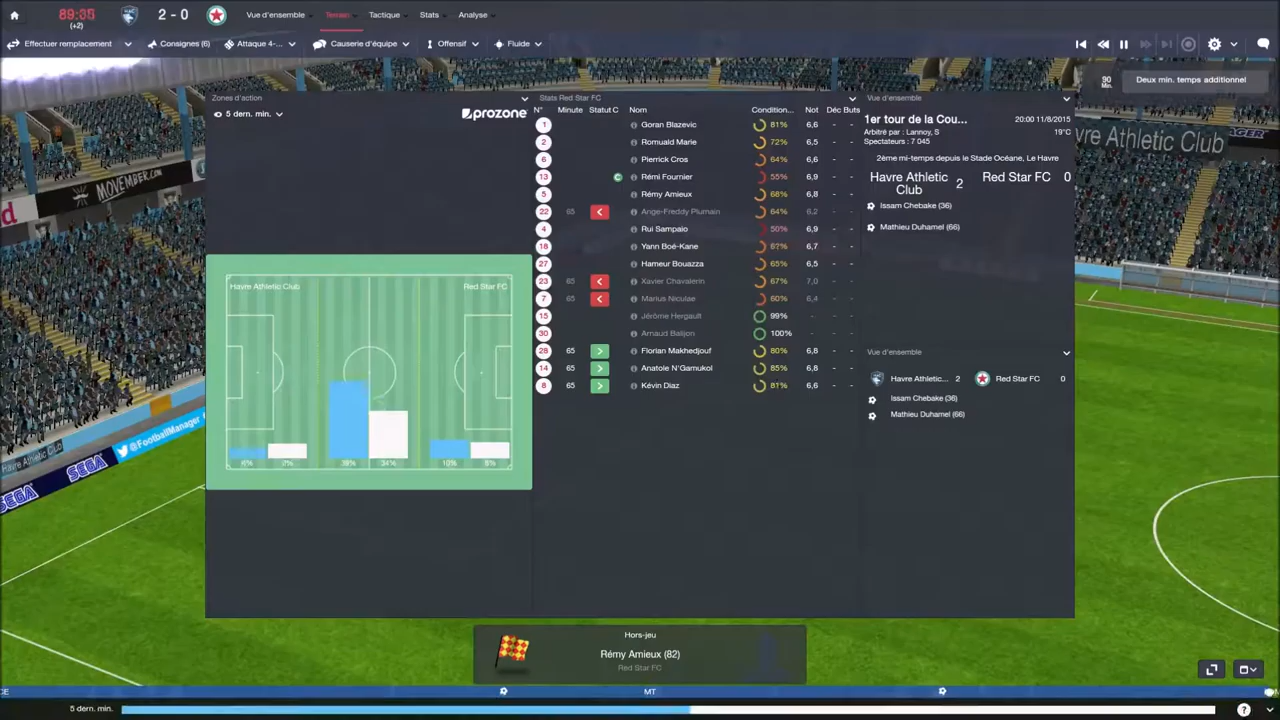 89:35
(+2)
2 - 0
Vue d'ensemble
Terrain
Tactique
Stats
Analyse
Effectuer remplacement
Consignes (6)
Attaque 4-...
Causerie d'équipe
Offensif
Fluide
90
Min.
Deux min. temps additionnel
Zones d'action
5 dern. min.
prozone
Havre Athletic Club
Red Star FC
39% 34%
10%
Stats Red Star FC
N° Minute Statut C Nom Condition... Not Déc Buts
1 Goran Blazevic 81% 6,6 - -
2 Romuald Marie 72% 6,5 - -
6 Pierrick Cros 64% 6,6 - -
13 C Rémi Fournier 55% 6,9 - -
5 Rémy Amieux 68% 6,8 - -
22 65 Ange-Freddy Plumain 64% 6,2 - -
4 Rui Sampaio 50% 6,9 - -
Yann Boé-Kane 6,7 - -
27 Hameur Bouazza 65% 6,5 - -
23 65 Xavier Chavalerin 67% 7,0 - -
7 65 Marius Niculae 60% 6,4 - -
15 Jérôme Hergault 99% - - -
30 Arnaud Balijon 100% - - -
28 65 Florian Makhedjouf 80% 6,8 - -
14 65 Anatole N'Gamukol 85% 6,8 - -
8 65 Kévin Diaz 6,6 - -
Vue d'ensemble
1er tour de la Cou...
20:00 11/8/2015
Arbitré par : Lannoy, S
19°C
Spectateurs : 7 045
2ème mi-temps depuis le Stade Océane, Le Havre
Havre Athletic Club 2 Red Star FC 0
Issam Chebake (36)
Mathieu Duhamel (66)
Vue d'ensemble
Havre Athletic... 2 Red Star FC 0
Issam Chebake (36)
Mathieu Duhamel (66)
MOVEMBER.COM
Havre Athletic Club
SEGA
SEGA
@FootballManager
re Athletic Club
Hors-jeu
Rémy Amieux (82)
Red Star FC
MT
5 dern. min.
?